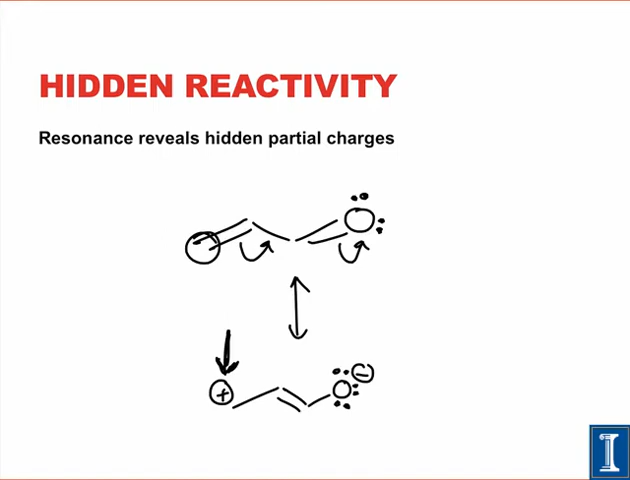 HIDDEN REACTIVITY
Resonance reveals hidden partial charges
O
+
O −
I